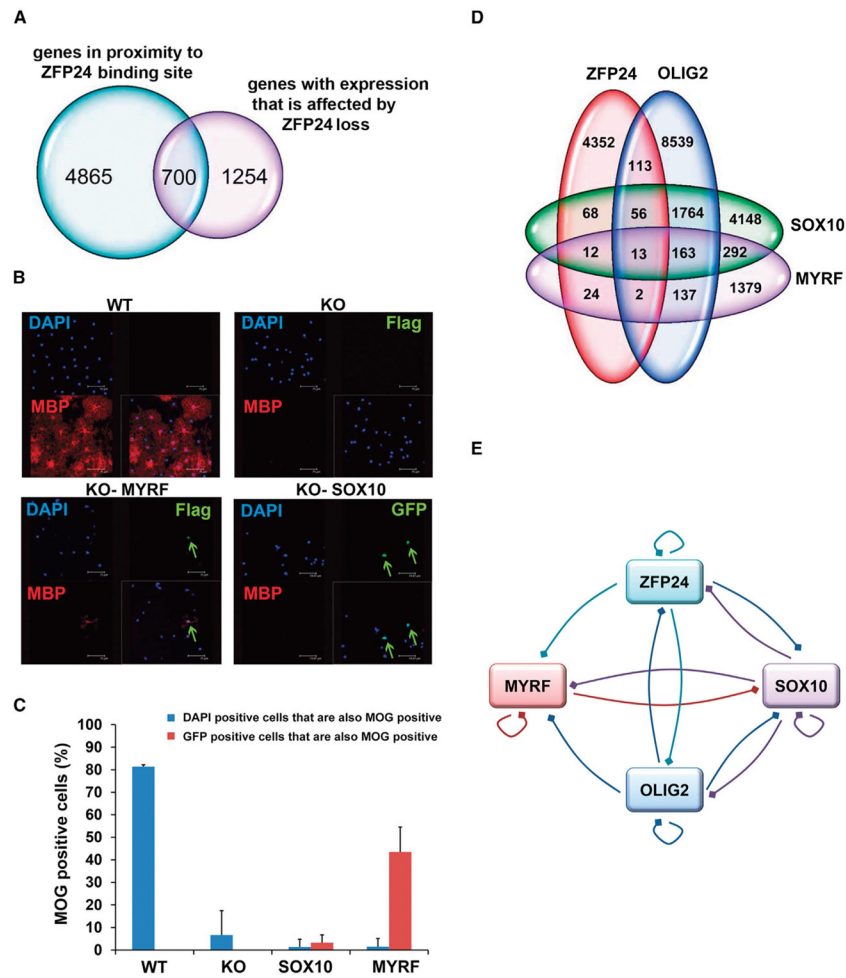 A
genes in proximity to
ZFP24 binding site
genes with expression
that is affected by
ZFP24 loss
4865
700
1254
B
WT
KO
DAPI
DAPI
Flag
MBP
MBP
KO- MYRF
KO- SOX10
DAPI
Flag
DAPI
GFP
MBP
MBP
C
DAPI positive cells that are also MOG positive
GFP positive cells that are also MOG positive
MOG positive cells (%)
100
90
80
70
60
50
40
30
20
10
0
WT
KO
SOX10
MYRF
D
ZFP24
OLIG2
4352
8539
113
68
56
1764
4148
SOX10
12
13
163
292
MYRF
24
2
137
1379
E
ZFP24
MYRF
SOX10
OLIG2